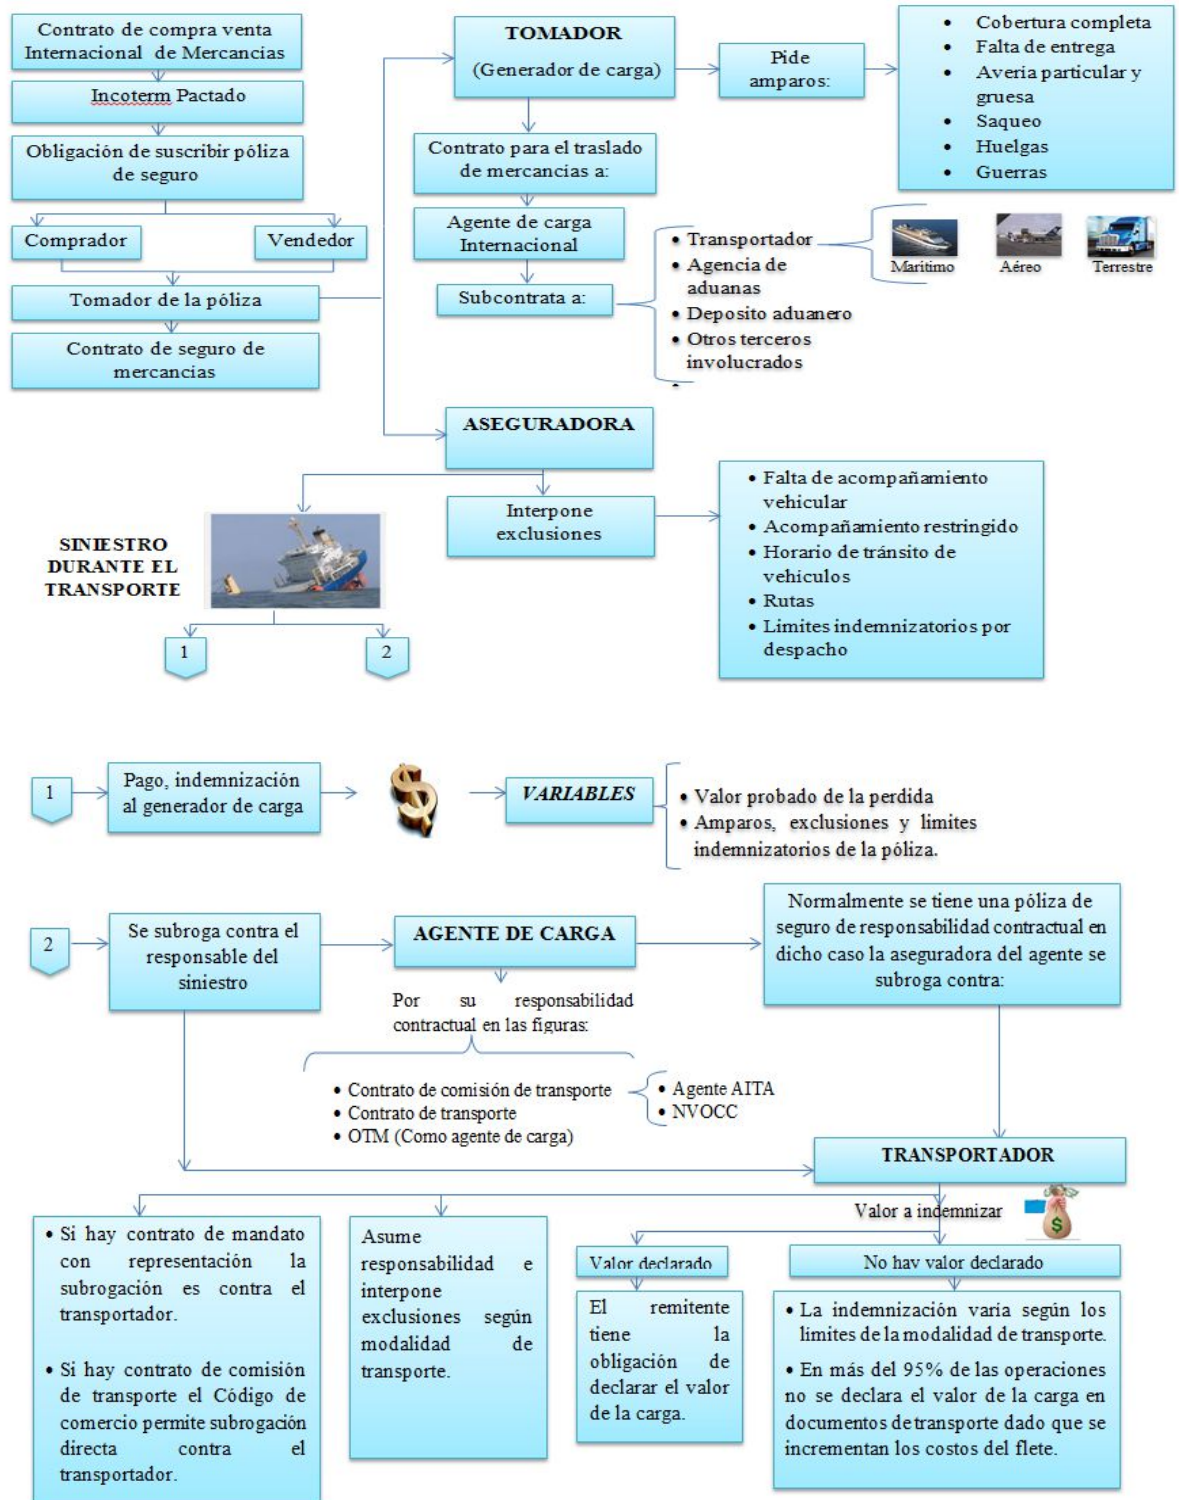 Contrato de compra venta
Internacional de Mercancías
Incoterm Pactado
Obligación de suscribir póliza
de seguro
Comprador
Vendedor
Tomador de la póliza
Contrato de seguro de
mercancías
TOMADOR
(Generador de carga)
Pide
amparos:
• Cobertura completa
• Falta de entrega
• Avería particular y
gruesa
• Saqueo
• Huelgas
• Guerras
Contrato para el traslado
de mercancías a:
Agente de carga
Internacional
Subcontrata a:
• Transportador
• Agencia de
aduanas
• Deposito aduanero
• Otros terceros
involucrados
Marítimo
Aéreo
Terrestre
ASEGURADORA
Interpone
exclusiones
• Falta de acompañamiento
vehicular
• Acompañamiento restringido
• Horario de tránsito de
vehículos
• Rutas
• Limites indemnizatorios por
despacho
SINIESTRO
DURANTE EL
TRANSPORTE
1
2
1
Pago, indemnización
al generador de carga
$
VARIABLES
• Valor probado de la perdida
• Amparos, exclusiones y limites
indemnizatorios de la póliza.
2
Se subroga contra el
responsable del
siniestro
AGENTE DE CARGA
Normalmente se tiene una póliza de
seguro de responsabilidad contractual en
dicho caso la aseguradora del agente se
subroga contra:
Por su responsabilidad
contractual en las figuras:
• Contrato de comisión de transporte
• Contrato de transporte
• OTM (Como agente de carga)
• Agente AITA
• NVOCC
TRANSPORTADOR
Valor a indemnizar
$
• Si hay contrato de mandato
con representación la
subrogación es contra el
transportador.
• Si hay contrato de comisión
de transporte el Código de
comercio permite subrogación
directa contra el
transportador.
Asume
responsabilidad e
interpone
exclusiones según
modalidad de
transporte.
Valor declarado
El remitente
tiene la
obligación de
declarar el valor
de la carga.
No hay valor declarado
• La indemnización varía según los
limites de la modalidad de transporte.
• En más del 95% de las operaciones
no se declara el valor de la carga en
documentos de transporte dado que se
incrementan los costos del flete.